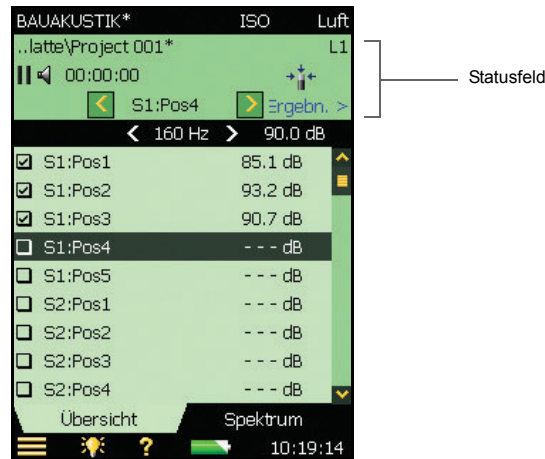 BAUAKUSTIK* ISO Luft
..latte\Project 001* L1
00:00:00
< S1:Pos4 > Ergebn. >
< 160 Hz > 90.0 dB
S1:Pos1 85.1 dB
S1:Pos2 93.2 dB
S1:Pos3 90.7 dB
S1:Pos4 - - - dB
S1:Pos5 - - - dB
S2:Pos1 - - - dB
S2:Pos2 - - - dB
S2:Pos3 - - - dB
S2:Pos4 - - - dB
Übersicht Spektrum
? 10:19:14
Statusfeld